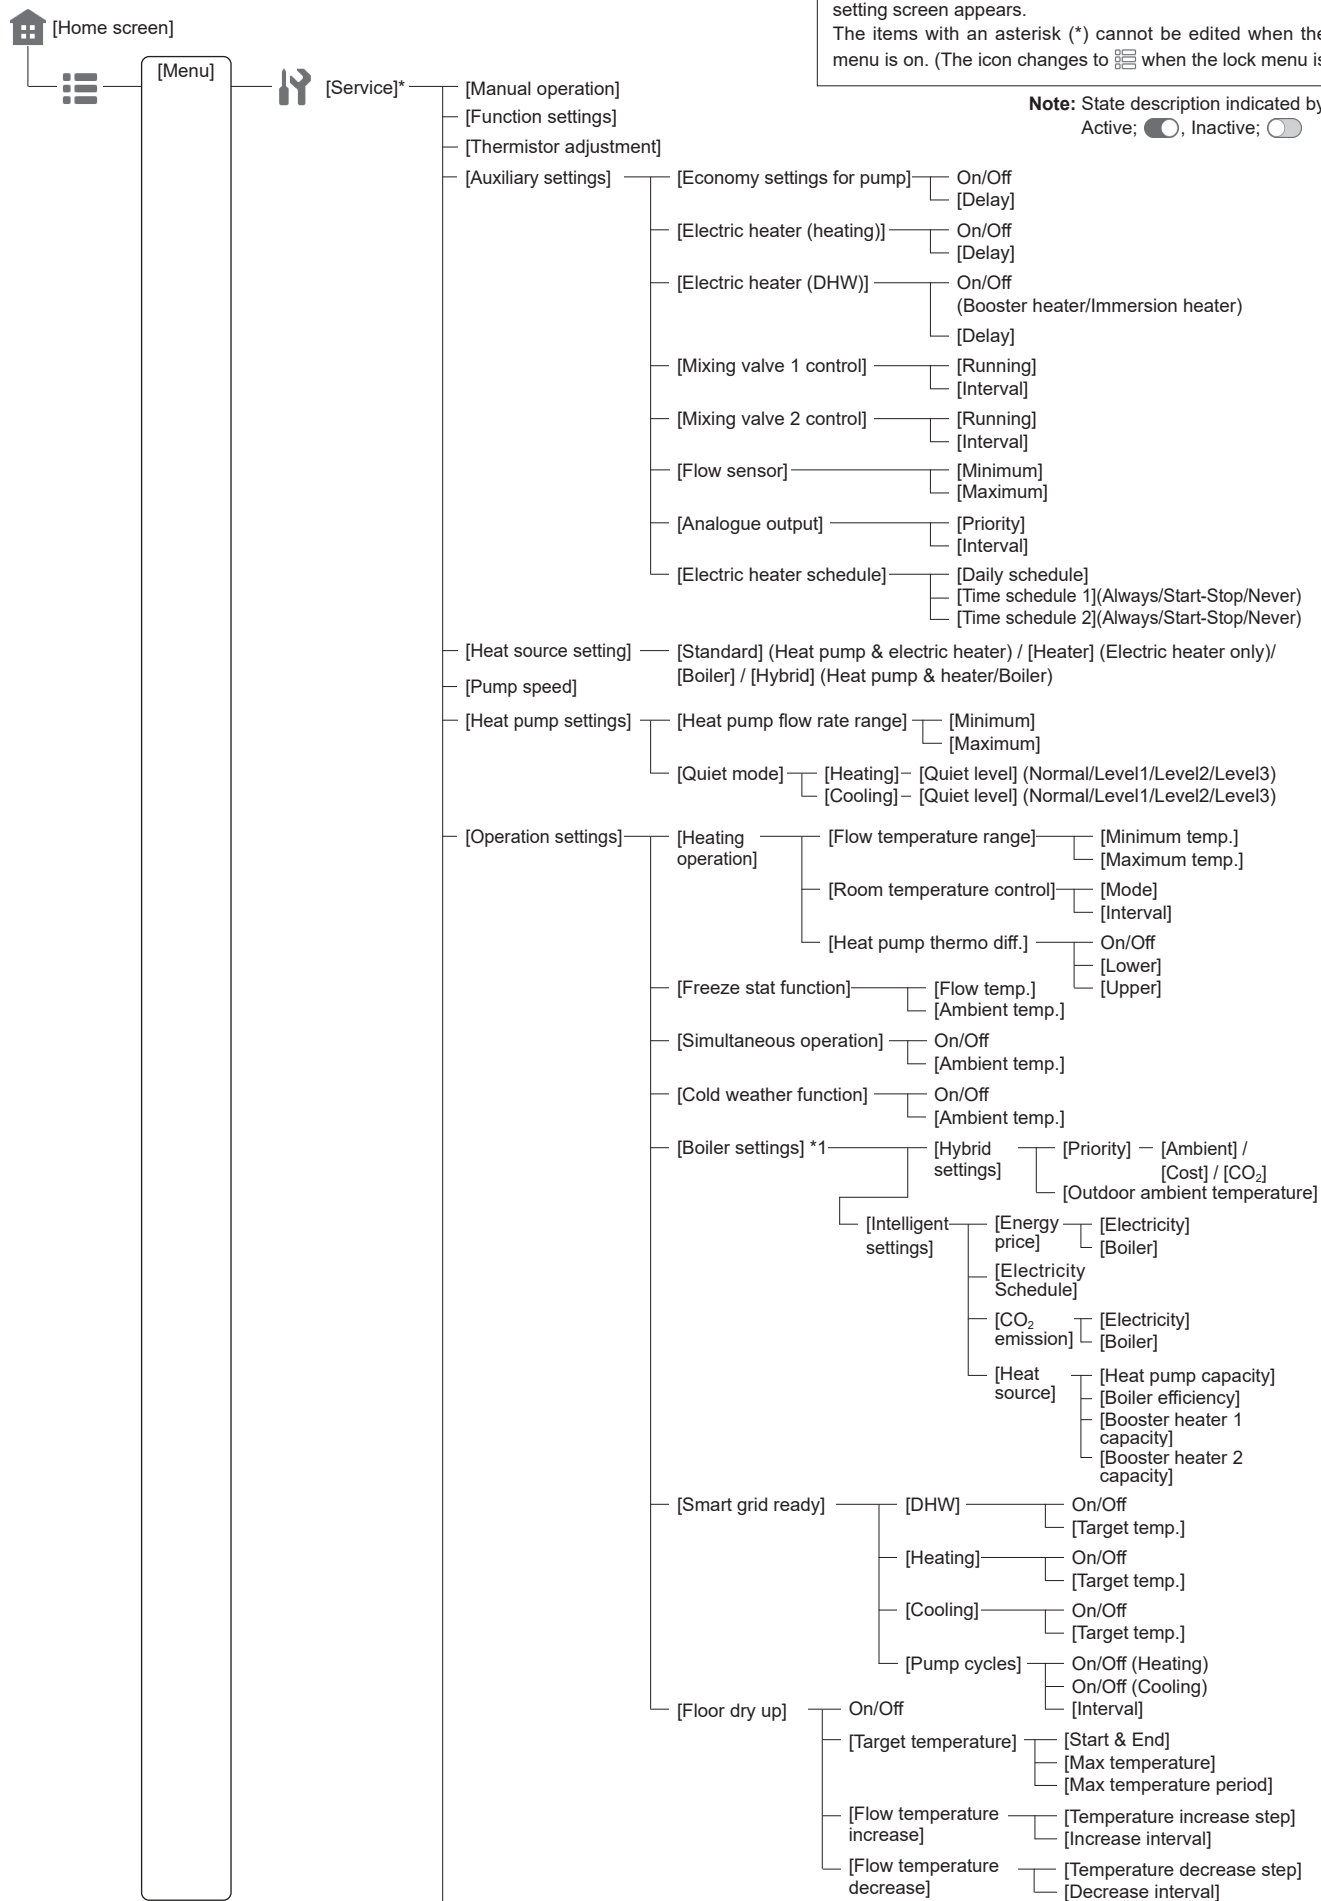 setting screen appears.
The items with an asterisk (*) cannot be edited when the
menu is on. (The icon changes to when the lock menu is
Note: State description indicated by
Active; , Inactive;
[Home screen]
[Menu]
[Service]*
[Manual operation]
[Function settings]
[Thermistor adjustment]
[Auxiliary settings]
[Economy settings for pump]
On/Off
[Delay]
[Electric heater (heating)]
On/Off
[Delay]
[Electric heater (DHW)]
On/Off
(Booster heater/Immersion heater)
[Delay]
[Mixing valve 1 control]
[Running]
[Interval]
[Mixing valve 2 control]
[Running]
[Interval]
[Flow sensor]
[Minimum]
[Maximum]
[Analogue output]
[Priority]
[Interval]
[Electric heater schedule]
[Daily schedule]
[Time schedule 1](Always/Start-Stop/Never)
[Time schedule 2](Always/Start-Stop/Never)
[Heat source setting]
[Standard] (Heat pump & electric heater) / [Heater] (Electric heater only)/
[Boiler] / [Hybrid] (Heat pump & heater/Boiler)
[Pump speed]
[Heat pump settings]
[Heat pump flow rate range]
[Minimum]
[Maximum]
[Quiet mode]
[Heating]
[Quiet level] (Normal/Level1/Level2/Level3)
[Cooling]
[Quiet level] (Normal/Level1/Level2/Level3)
[Operation settings]
[Heating
operation]
[Flow temperature range]
[Minimum temp.]
[Maximum temp.]
[Room temperature control]
[Mode]
[Interval]
[Heat pump thermo diff.]
On/Off
[Lower]
[Upper]
[Freeze stat function]
[Flow temp.]
[Ambient temp.]
[Simultaneous operation]
On/Off
[Ambient temp.]
[Cold weather function]
On/Off
[Ambient temp.]
[Boiler settings] *1
[Hybrid
settings]
[Priority]
[Ambient] /
[Cost] / [CO₂]
[Outdoor ambient temperature]
[Intelligent
settings]
[Energy
price]
[Electricity]
[Boiler]
[Electricity
Schedule]
[CO₂
emission]
[Electricity]
[Boiler]
[Heat
source]
[Heat pump capacity]
[Boiler efficiency]
[Booster heater 1
capacity]
[Booster heater 2
capacity]
[Smart grid ready]
[DHW]
On/Off
[Target temp.]
[Heating]
On/Off
[Target temp.]
[Cooling]
On/Off
[Target temp.]
[Pump cycles]
On/Off (Heating)
On/Off (Cooling)
[Interval]
[Floor dry up]
On/Off
[Target temperature]
[Start & End]
[Max temperature]
[Max temperature period]
[Flow temperature
increase]
[Temperature increase step]
[Increase interval]
[Flow temperature
decrease]
[Temperature decrease step]
[Decrease interval]